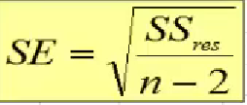 SE = √(SS_res / (n − 2))